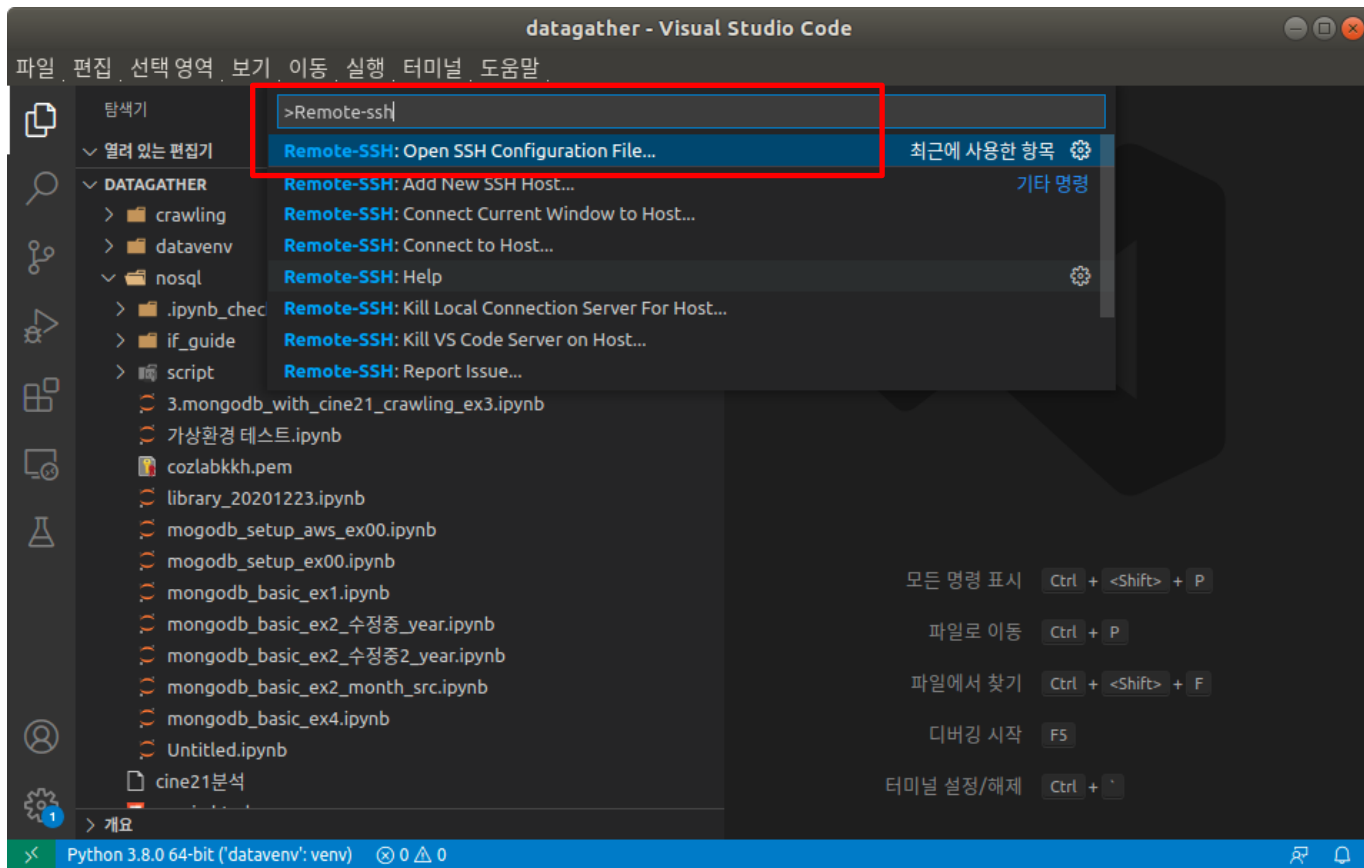 datagather - Visual Studio Code
파일 편집 선택 영역 보기 이동 실행 터미널 도움말
탐색기
>Remote-ssh
열려 있는 편집기
Remote-SSH: Open SSH Configuration File... 최근에 사용한 항목
DATAGATHER
Remote-SSH: Add New SSH Host... 기타 명령
crawling
Remote-SSH: Connect Current Window to Host...
datavenv
Remote-SSH: Connect to Host...
nosql
Remote-SSH: Help
.ipynb_chec
Remote-SSH: Kill Local Connection Server For Host...
if_guide
Remote-SSH: Kill VS Code Server on Host...
script
Remote-SSH: Report Issue...
3.mongodb_with_cine21_crawling_ex3.ipynb
가상환경 테스트.ipynb
cozlabkkh.pem
library_20201223.ipynb
mogodb_setup_aws_ex00.ipynb
mogodb_setup_ex00.ipynb
mongodb_basic_ex1.ipynb
mongodb_basic_ex2_수정중_year.ipynb
mongodb_basic_ex2_수정중2_year.ipynb
mongodb_basic_ex2_month_src.ipynb
mongodb_basic_ex4.ipynb
Untitled.ipynb
cine21분석
개요
모든 명령 표시 Ctrl + <Shift> + P
파일로 이동 Ctrl + P
파일에서 찾기 Ctrl + <Shift> + F
디버깅 시작 F5
터미널 설정/해제 Ctrl + `
1
Python 3.8.0 64-bit ('datavenv': venv) 0 0